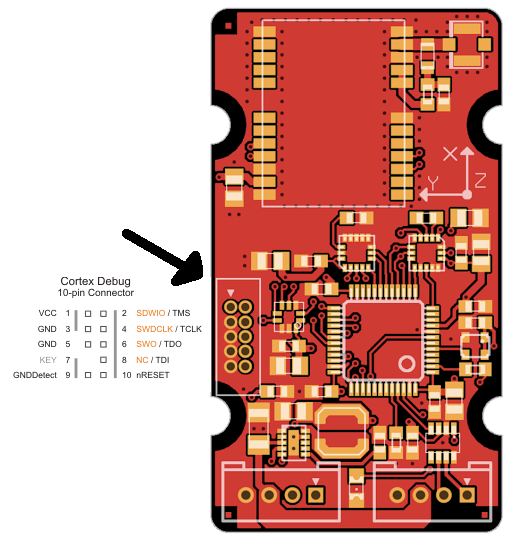 X
Y
Z
Cortex Debug
10-pin Connector
VCC 1 2 SDWIO / TMS
GND 3 4 SWDCLK / TCLK
GND 5 6 SWO / TDO
KEY 7 8 NC / TDI
GNDDetect 9 10 nRESET